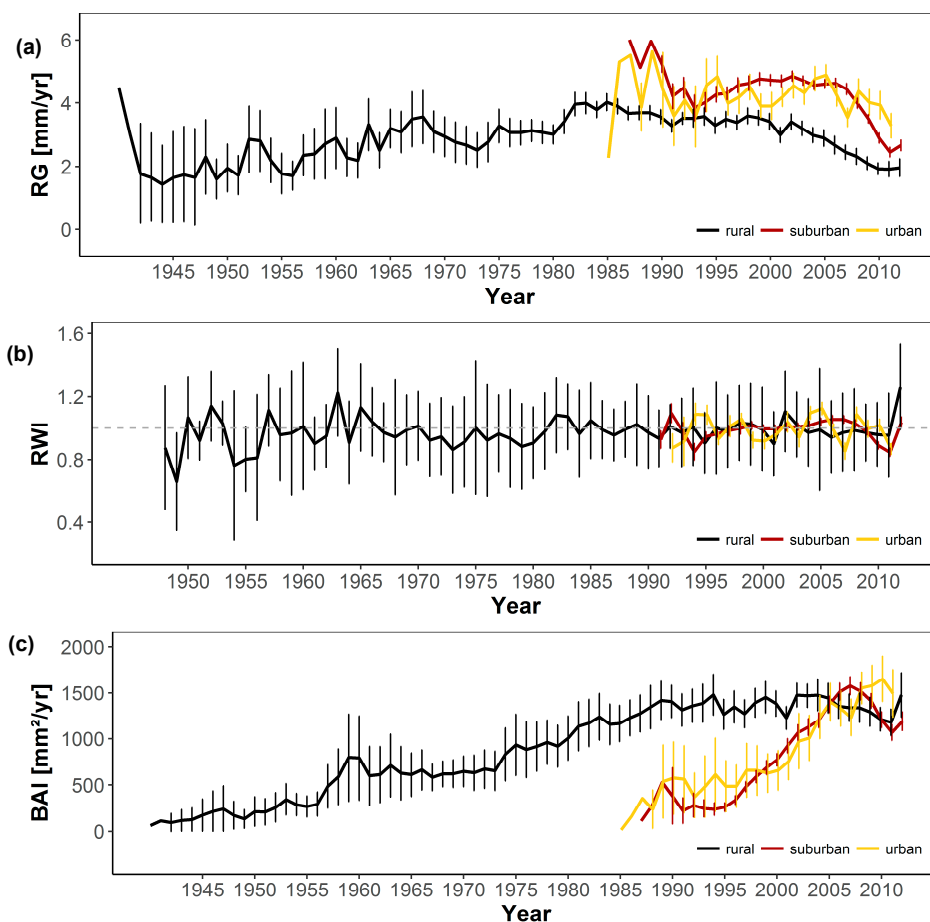 (a)
RG [mm/yr]
6
4
2
0
rural suburban urban
1945 1950 1955 1960 1965 1970 1975 1980 1985 1990 1995 2000 2005 2010
Year
(b)
RWI
1.6
1.2
0.8
0.4
rural suburban urban
1950 1955 1960 1965 1970 1975 1980 1985 1990 1995 2000 2005 2010
Year
(c)
BAI [mm²/yr]
2000
1500
1000
500
0
rural suburban urban
1945 1950 1955 1960 1965 1970 1975 1980 1985 1990 1995 2000 2005 2010
Year